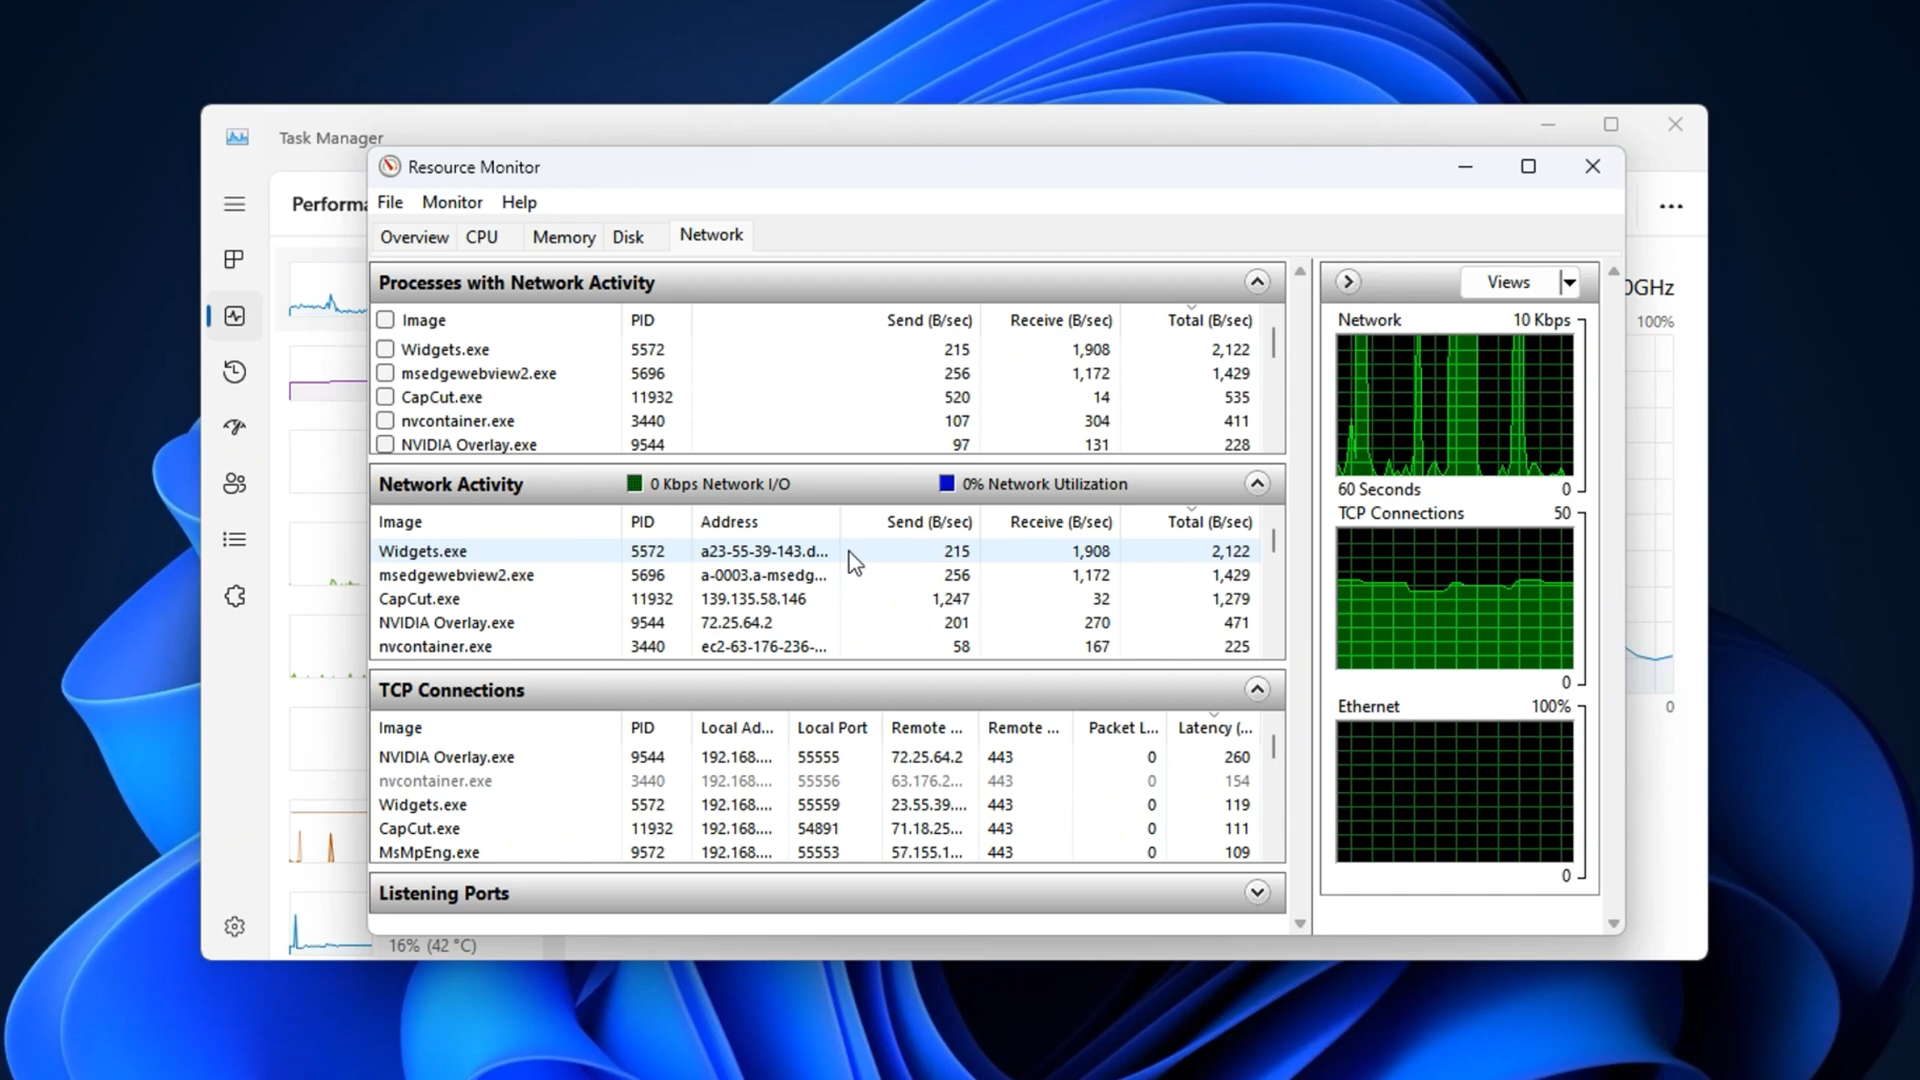 Task Manager
Resource Monitor
Performa
File Monitor Help
Overview CPU Memory Disk Network
Processes with Network Activity
Image PID Send (B/sec) Receive (B/sec) Total (B/sec)
Widgets.exe 5572 215 1,908 2,122
msedgewebview2.exe 5696 256 1,172 1,429
CapCut.exe 11932 520 14 535
nvcontainer.exe 3440 107 304 411
NVIDIA Overlay.exe 9544 97 131 228
Network Activity 0 Kbps Network I/O 0% Network Utilization
Image PID Address Send (B/sec) Receive (B/sec) Total (B/sec)
Widgets.exe 5572 a23-55-39-143.d... 215 1,908 2,122
msedgewebview2.exe 5696 a-0003.a-msedg... 256 1,172 1,429
CapCut.exe 11932 139.135.58.146 1,247 32 1,279
NVIDIA Overlay.exe 9544 72.25.64.2 201 270 471
nvcontainer.exe 3440 ec2-63-176-236-... 58 167 225
TCP Connections
Image PID Local Ad... Local Port Remote ... Remote ... Packet L... Latency (...
NVIDIA Overlay.exe 9544 192.168.... 55555 72.25.64.2 443 0 260
nvcontainer.exe 3440 192.168.... 55556 63.176.2... 443 0 154
Widgets.exe 5572 192.168.... 55559 23.55.39.... 443 0 119
CapCut.exe 11932 192.168.... 54891 71.18.25... 443 0 111
MsMpEng.exe 9572 192.168.... 55553 57.155.1... 443 0 109
Listening Ports
16% (42 °C)
Views
Network 10 Kbps
60 Seconds 0
TCP Connections 50
0
Ethernet 100%
0
0GHz
100%
0